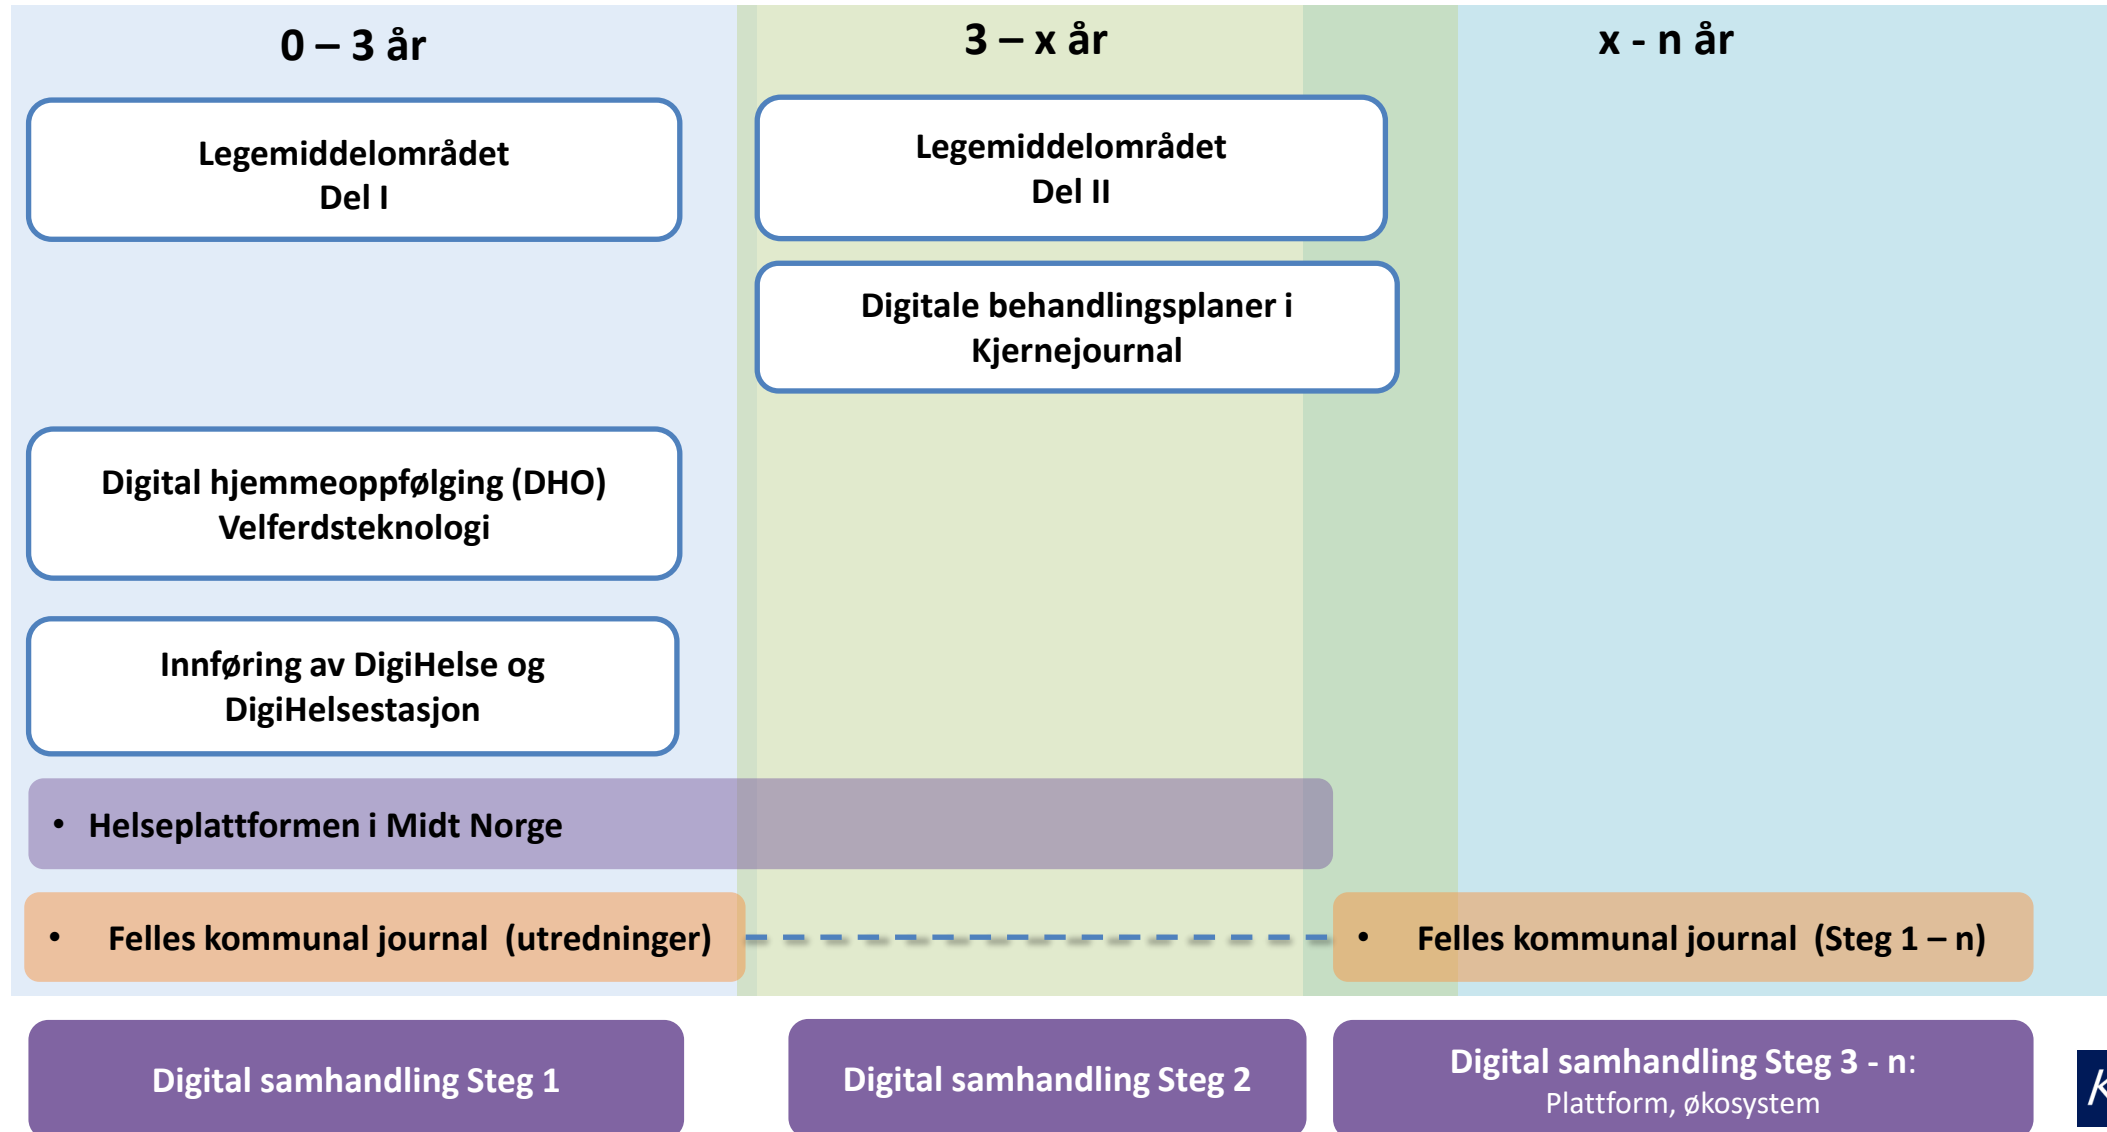 0 – 3 år
3 – x år
x - n år
Legemiddelområdet
Del I
Legemiddelområdet
Del II
Digitale behandlingsplaner i
Kjernejournal
Digital hjemmeoppfølging (DHO)
Velferdsteknologi
Innføring av DigiHelse og
DigiHelsestasjon
• Helseplattformen i Midt Norge
• Felles kommunal journal (utredninger)
• Felles kommunal journal (Steg 1 – n)
Digital samhandling Steg 1
Digital samhandling Steg 2
Digital samhandling Steg 3 - n:
Plattform, økosystem
K